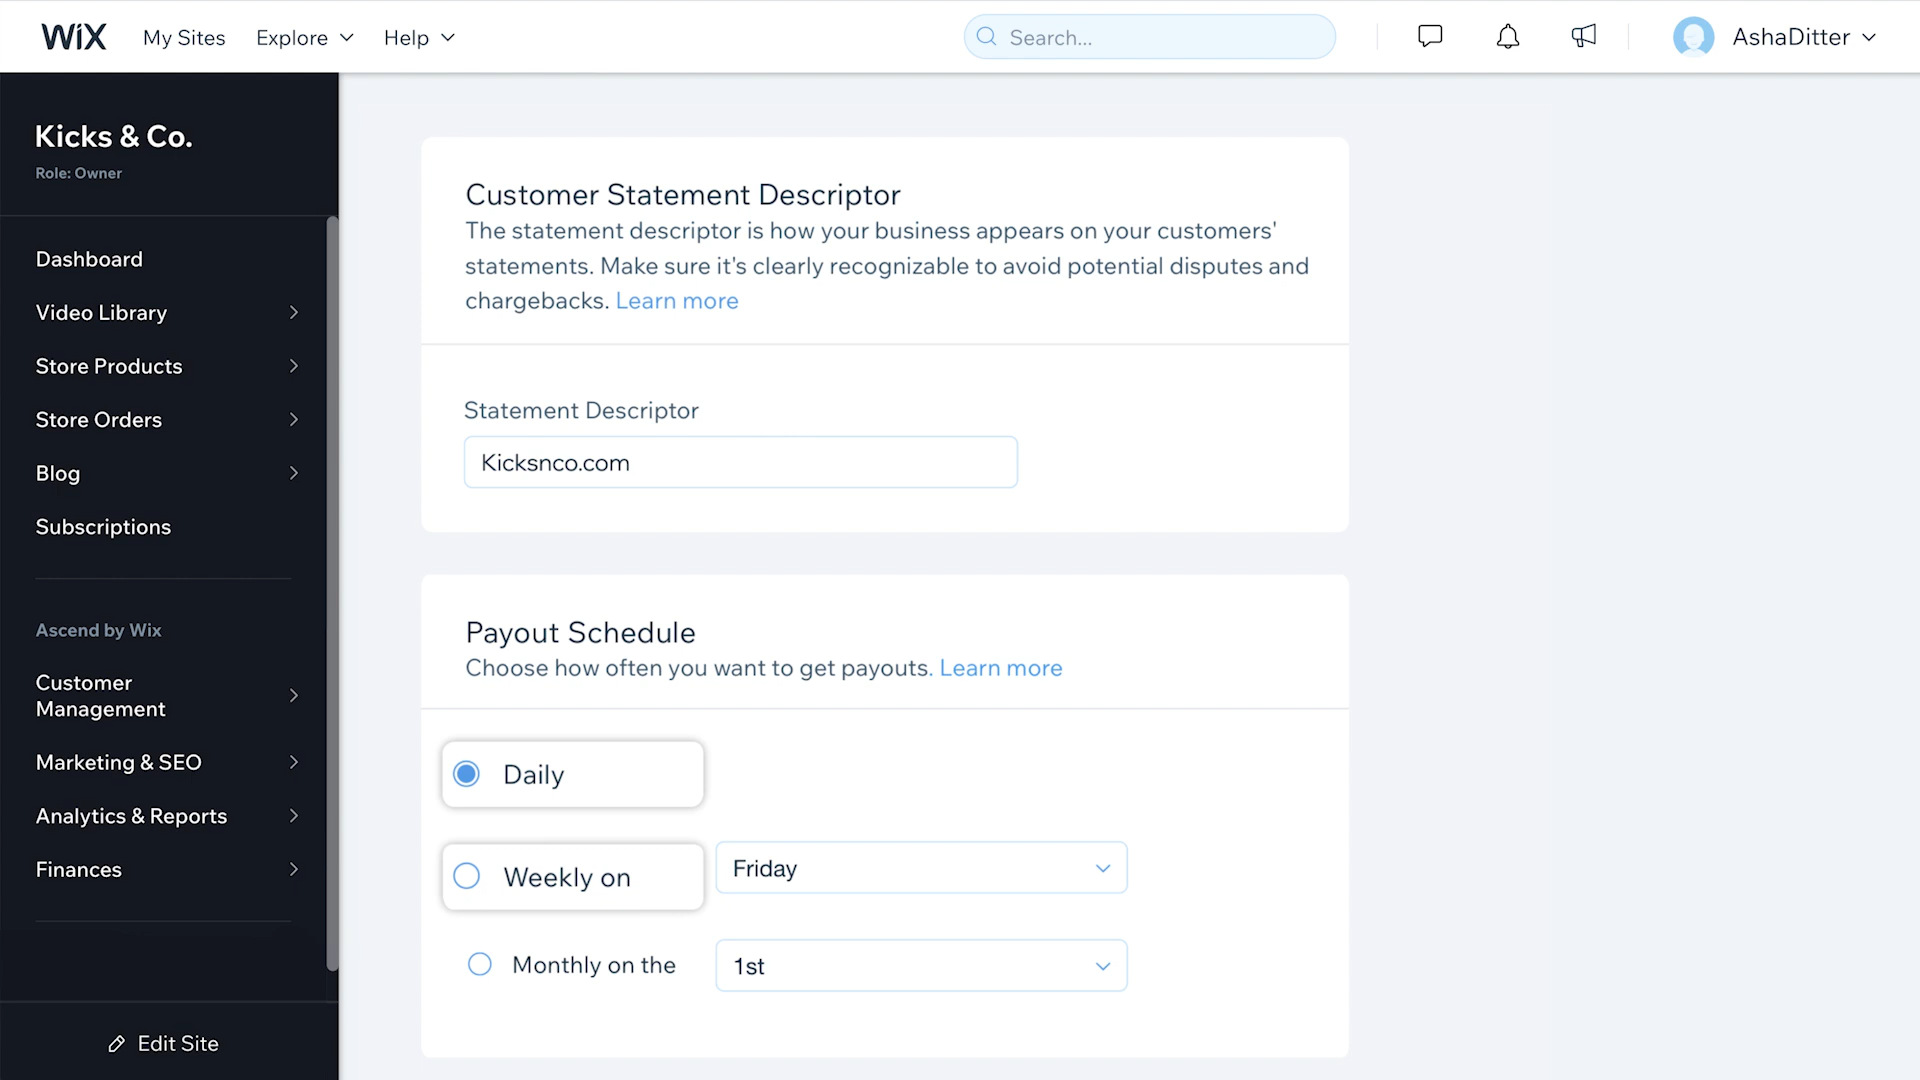 WiX My Sites Explore Help Search... AshaDitter
Kicks & Co.
Role: Owner
Dashboard
Video Library
Store Products
Store Orders
Blog
Subscriptions
Ascend by Wix
Customer
Management
Marketing & SEO
Analytics & Reports
Finances
Edit Site
Customer Statement Descriptor
The statement descriptor is how your business appears on your customers'
statements. Make sure it's clearly recognizable to avoid potential disputes and
chargebacks. Learn more
Statement Descriptor
Kicksnco.com
Payout Schedule
Choose how often you want to get payouts. Learn more
Daily
Weekly on Friday
Monthly on the 1st